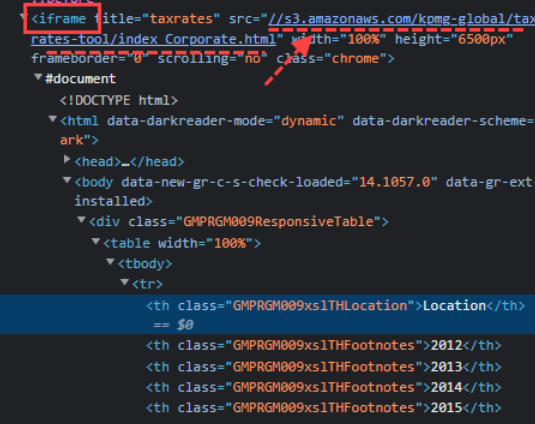 <iframe title="taxrates" src="//s3.amazonaws.com/kpmg-global/tax
rates-tool/index Corporate.html" width="100%" height="6500px"
frameborder="0" scrolling="no" class="chrome">
#document
<!DOCTYPE html>
<html data-darkreader-mode="dynamic" data-darkreader-scheme=
ark">
<head>…</head>
<body data-new-gr-c-s-check-loaded="14.1057.0" data-gr-ext
installed>
<div class="GMPRGM009ResponsiveTable">
<table width="100%">
<tbody>
<tr>
<th class="GMPRGM009xslTHLocation">Location</th>
== $0
<th class="GMPRGM009xslTHFootnotes">2012</th>
<th class="GMPRGM009xslTHFootnotes">2013</th>
<th class="GMPRGM009xslTHFootnotes">2014</th>
<th class="GMPRGM009xslTHFootnotes">2015</th>